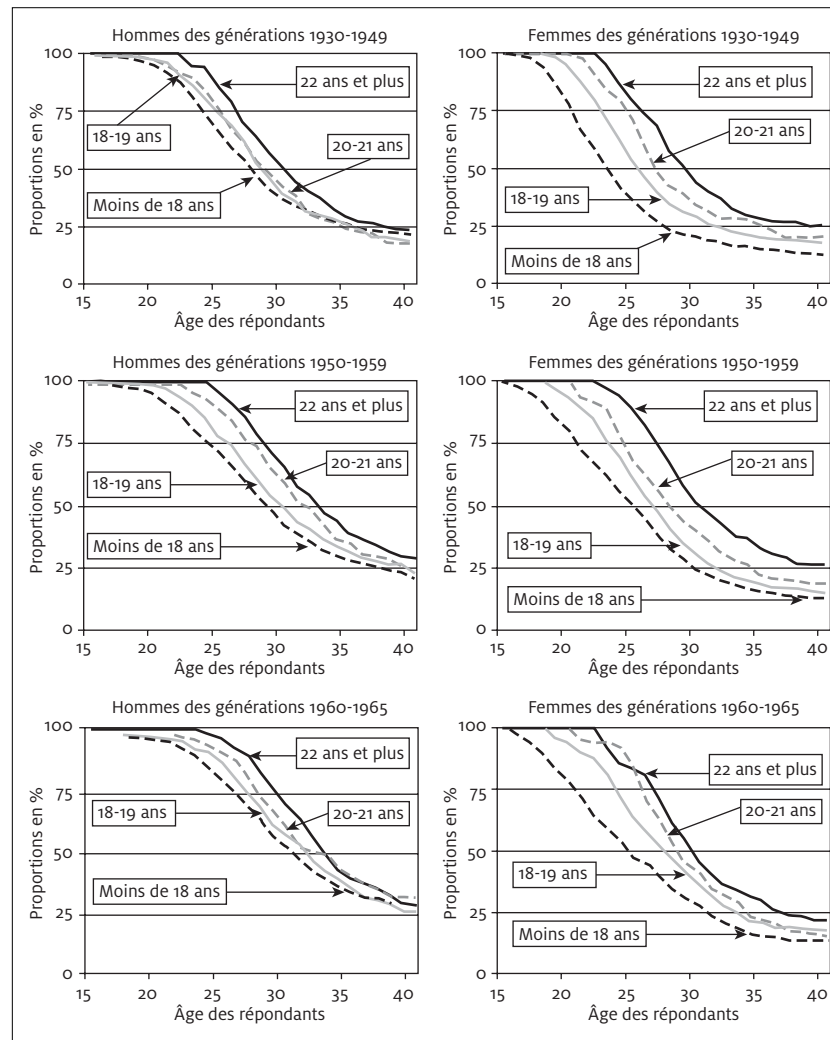 Hommes des générations 1930-1949
Proportions en %
100
75
50
25
0
22 ans et plus
18-19 ans
20-21 ans
Moins de 18 ans
15 20 25 30 35 40
Âge des répondants
Femmes des générations 1930-1949
Proportions en %
100
75
50
25
0
22 ans et plus
20-21 ans
18-19 ans
Moins de 18 ans
15 20 25 30 35 40
Âge des répondants
Hommes des générations 1950-1959
Proportions en %
100
75
50
25
0
22 ans et plus
20-21 ans
18-19 ans
Moins de 18 ans
15 20 25 30 35 40
Âge des répondants
Femmes des générations 1950-1959
Proportions en %
100
75
50
25
0
22 ans et plus
20-21 ans
18-19 ans
Moins de 18 ans
15 20 25 30 35 40
Âge des répondants
Hommes des générations 1960-1965
Proportions en %
100
75
50
25
0
22 ans et plus
18-19 ans
20-21 ans
Moins de 18 ans
15 20 25 30 35 40
Âge des répondants
Femmes des générations 1960-1965
Proportions en %
100
75
50
25
0
22 ans et plus
20-21 ans
18-19 ans
Moins de 18 ans
15 20 25 30 35 40
Âge des répondants